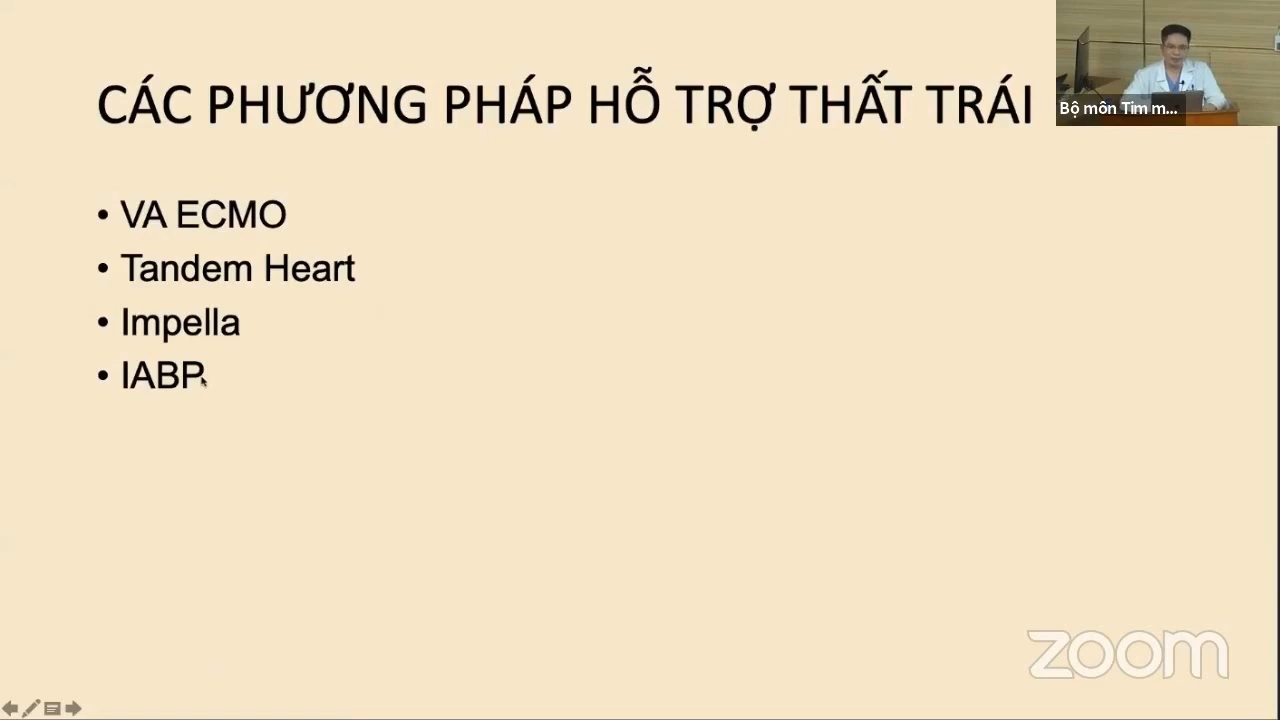 CÁC PHƯƠNG PHÁP HỖ TRỢ THẤT TRÁI
Bộ môn Tim m...
• VA ECMO
• Tandem Heart
• Impella
• IABP
zoom